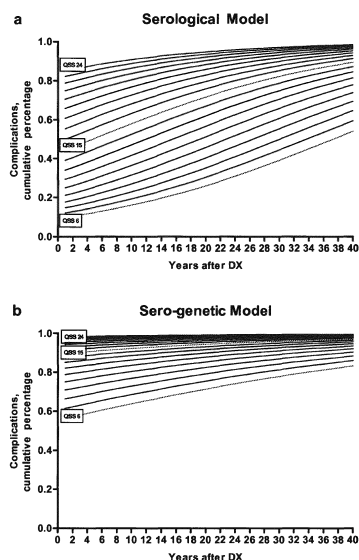 a
Serological Model
Complications,
cumulative percentage
1.0
0.8
0.6
0.4
0.2
0.0
QSS 24
QSS 15
QSS 6
0 2 4 6 8 10 12 14 16 18 20 22 24 26 28 30 32 34 36 38 40
Years after DX
b
Sero-genetic Model
Complications,
cumulative percentage
1.0
0.8
0.6
0.4
0.2
0.0
QSS 24
QSS 15
QSS 6
0 2 4 6 8 10 12 14 16 18 20 22 24 26 28 30 32 34 36 38 40
Years after DX